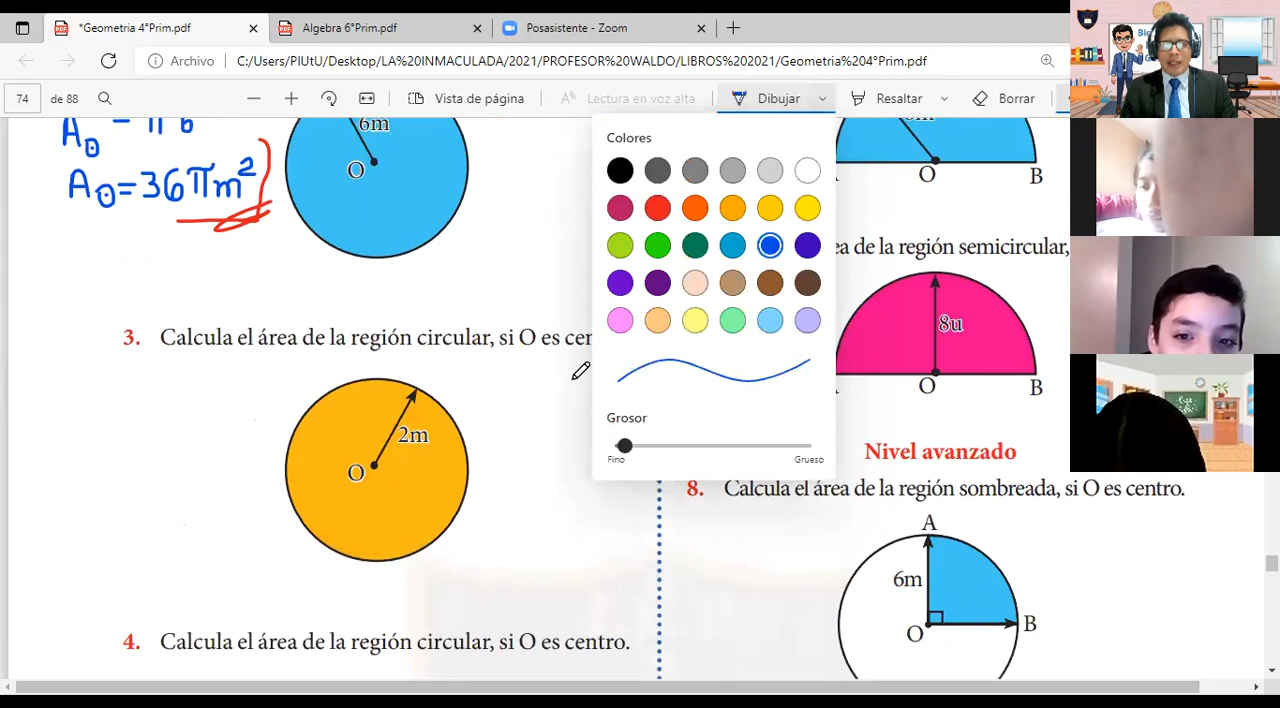 *Geometria 4°Prim.pdf
Algebra 6°Prim.pdf
Posasistente - Zoom
Archivo
C:/Users/PIUtU/Desktop/LA%20INMACULADA/2021/PROFESOR%20WALDO/LIBROS%202021/Geometria%204°Prim.pdf
74 de 88
Vista de página
Lectura en voz alta
Dibujar
Resaltar
Borrar
A⊙ = π 6
A⊙ = 36πm²
6m
O
3. Calcula el área de la región circular, si O es cen
2m
O
4. Calcula el área de la región circular, si O es centro.
Colores
Grosor
Fino
Grueso
O
B
ea de la región semicircular,
8u
O
B
Nivel avanzado
8. Calcula el área de la región sombreada, si O es centro.
A
6m
O
B